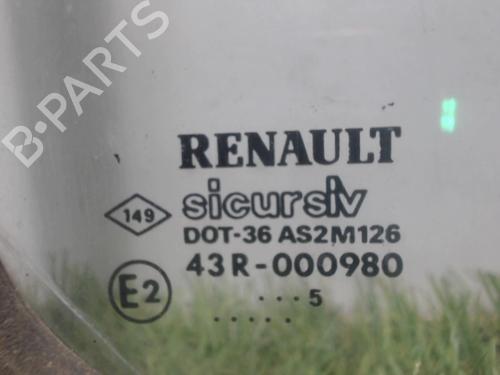 B-PARTS
RENAULT
149
sicursiv
DOT-36 AS2M126
43R-000980
E2
...5
.....